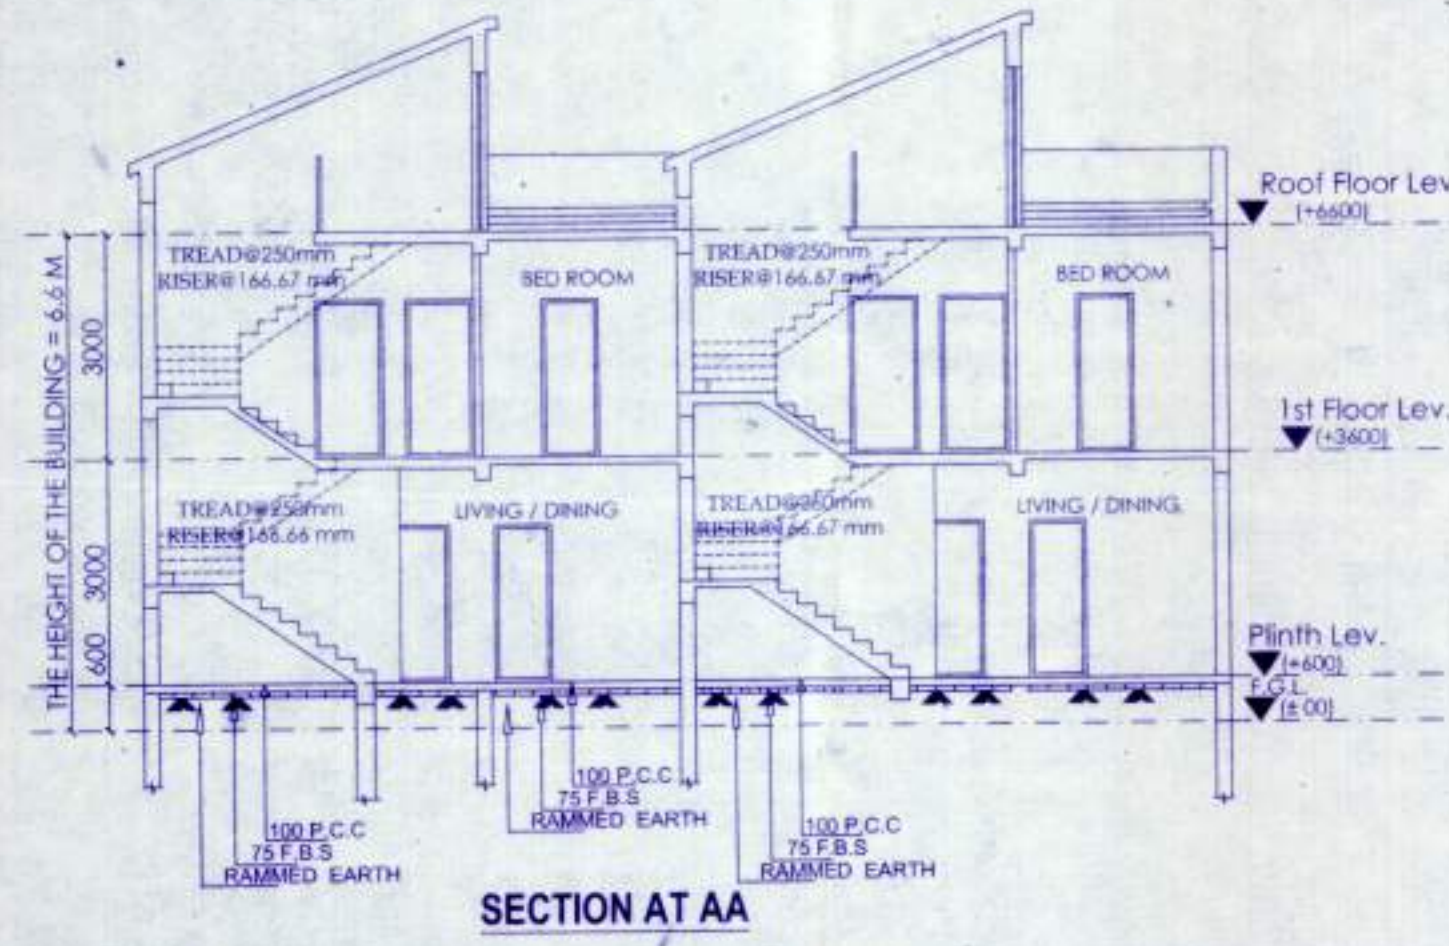 Roof Floor Lev
(+6600)
TREAD@250mm
RISER@166.67 mm
BED ROOM
TREAD@250mm
RISER@166.67 mm
BED ROOM
THE HEIGHT OF THE BUILDING = 6.6 M
3000
3000
600
1st Floor Lev.
(+3600)
TREAD@250mm
RISER@166.66 mm
LIVING / DINING
TREAD@250mm
RISER@166.67 mm
LIVING / DINING
Plinth Lev.
(+600)
F.G.L.
(± 00)
100 P.C.C
75 F.B.S
RAMMED EARTH
100 P.C.C
75 F.B.S
RAMMED EARTH
100 P.C.C
75 F.B.S
RAMMED EARTH
SECTION AT AA